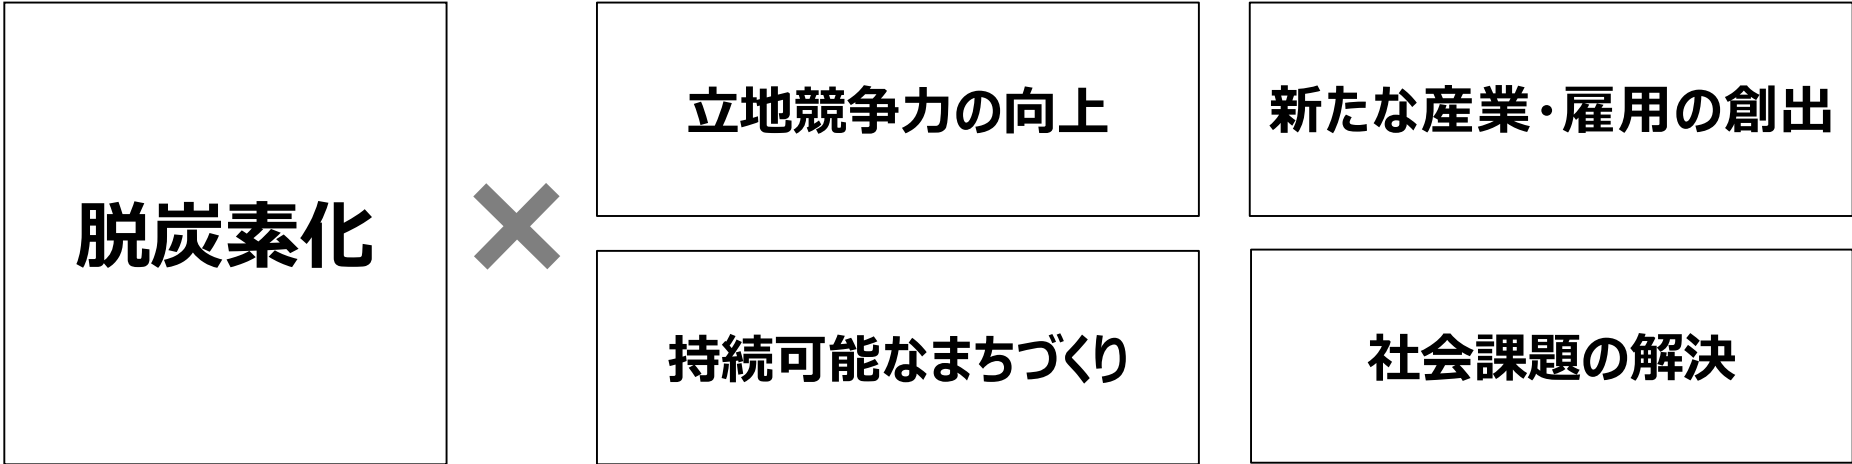 脱炭素化
×
立地競争力の向上
新たな産業・雇用の創出
持続可能なまちづくり
社会課題の解決